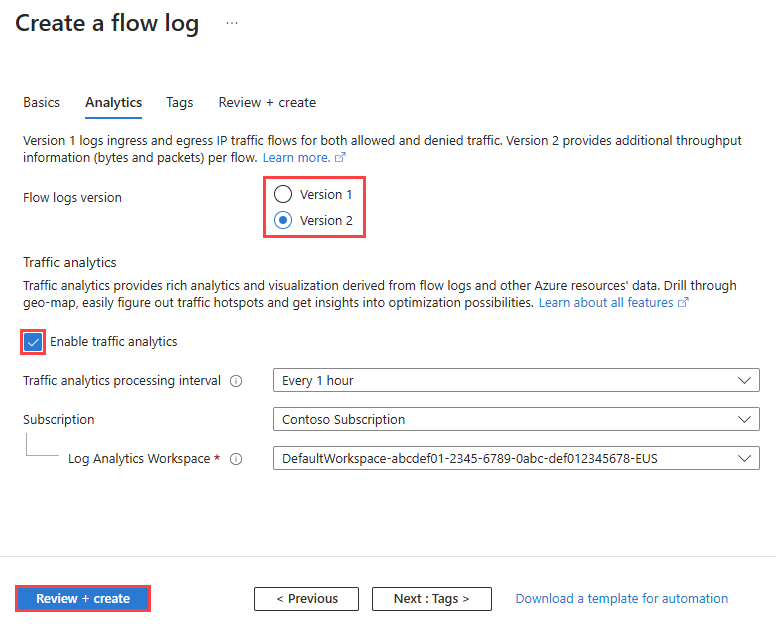 Create a flow log ...
Basics Analytics Tags Review + create
Version 1 logs ingress and egress IP traffic flows for both allowed and denied traffic. Version 2 provides additional throughput
information (bytes and packets) per flow. Learn more.
Flow logs version
Version 1
Version 2
Traffic analytics
Traffic analytics provides rich analytics and visualization derived from flow logs and other Azure resources' data. Drill through
geo-map, easily figure out traffic hotspots and get insights into optimization possibilities. Learn about all features
Enable traffic analytics
Traffic analytics processing interval Every 1 hour
Subscription Contoso Subscription
Log Analytics Workspace * DefaultWorkspace-abcdef01-2345-6789-0abc-def012345678-EUS
Review + create < Previous Next : Tags > Download a template for automation